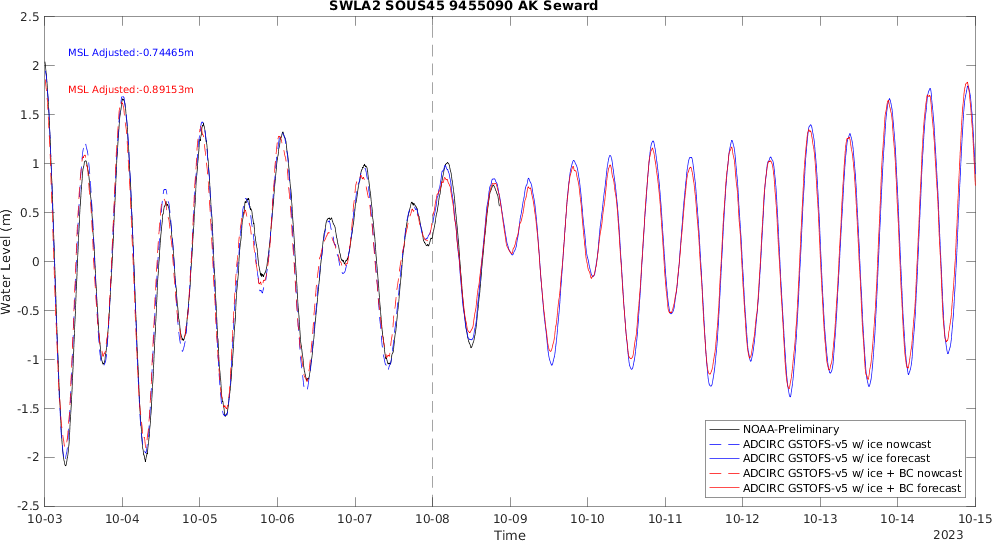 SWLA2 SOUS45 9455090 AK Seward
MSL Adjusted:-0.74465m
MSL Adjusted:-0.89153m
Water Level (m)
2.5
2
1.5
1
0.5
0
-0.5
-1
-1.5
-2
-2.5
NOAA-Preliminary
ADCIRC GSTOFS-v5 w/ ice nowcast
ADCIRC GSTOFS-v5 w/ ice forecast
ADCIRC GSTOFS-v5 w/ ice + BC nowcast
ADCIRC GSTOFS-v5 w/ ice + BC forecast
10-03 10-04 10-05 10-06 10-07 10-08 10-09 10-10 10-11 10-12 10-13 10-14 10-15
Time
2023